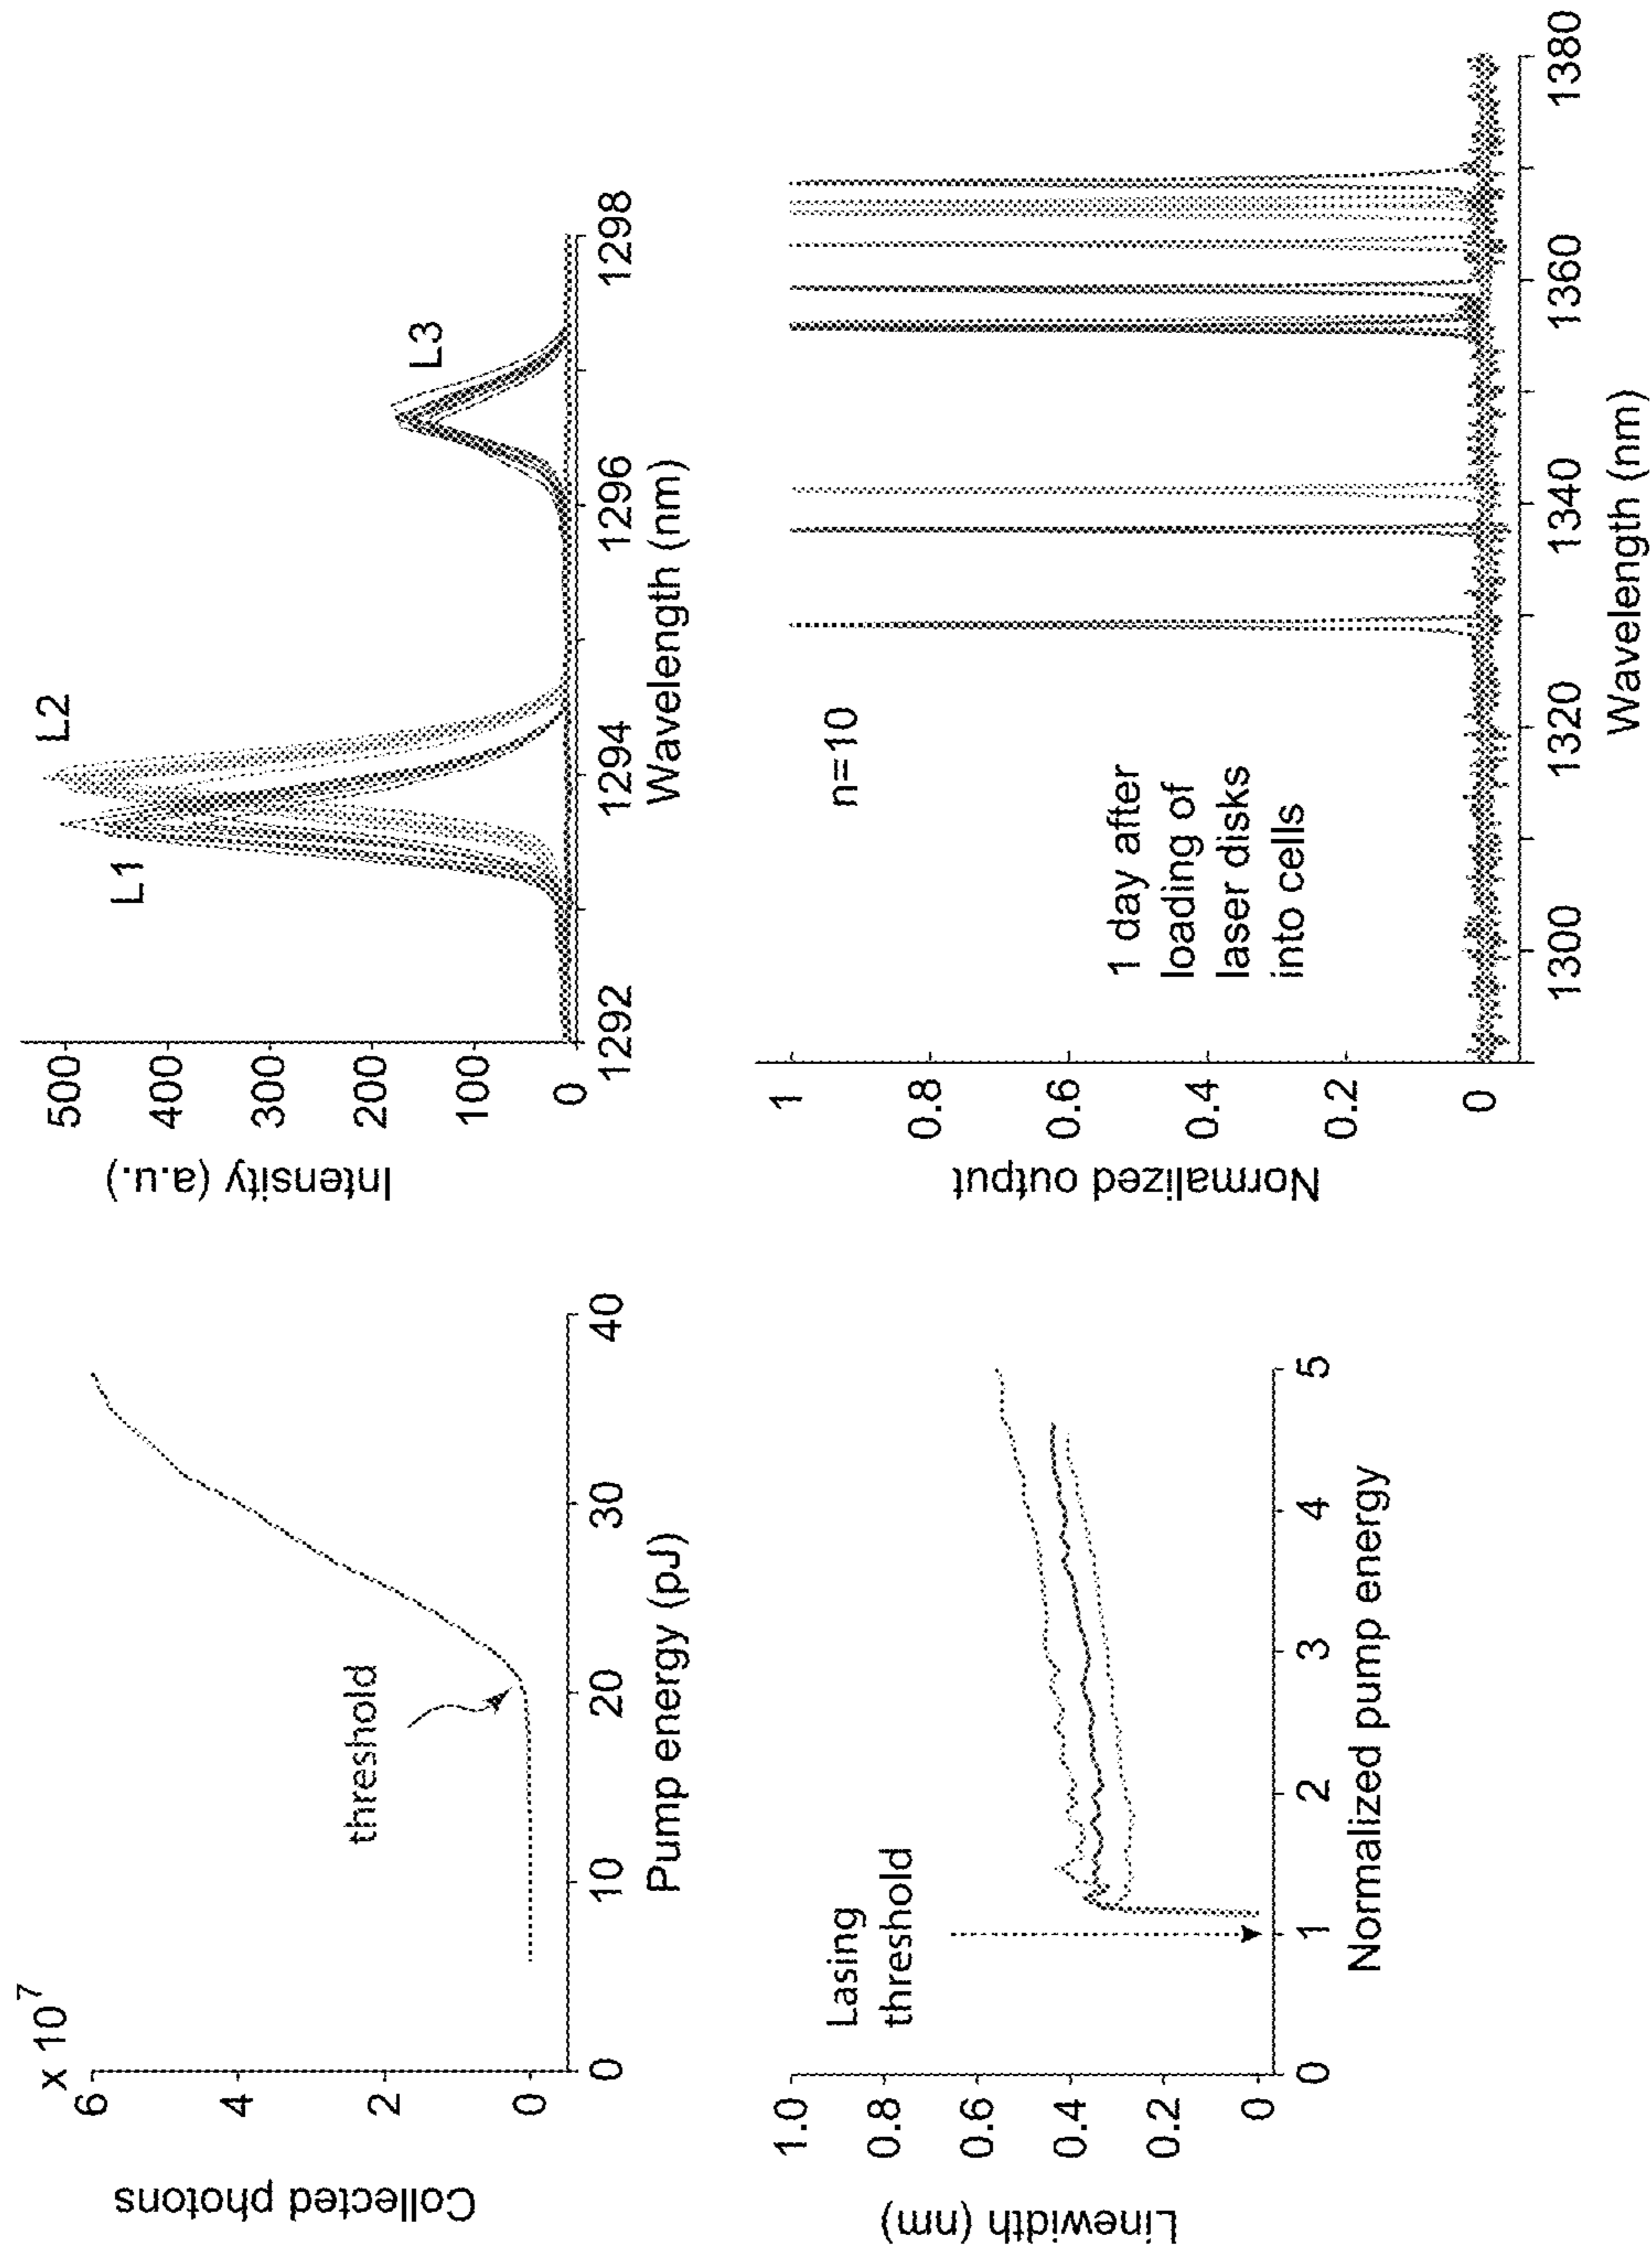 x 10^7
6
4
2
0
Collected photons
threshold
0
10
20
30
40
Pump energy (pJ)
500
400
300
200
100
0
Intensity (a.u.)
L1
L2
L3
1292
1294
1296
1298
Wavelength (nm)
1.0
0.8
0.6
0.4
0.2
0
Linewidth (nm)
Lasing
threshold
0
1
2
3
4
5
Normalized pump energy
1
0.8
0.6
0.4
0.2
0
Normalized output
n=10
1 day after
loading of
laser disks
into cells
1300
1320
1340
1360
1380
Wavelength (nm)